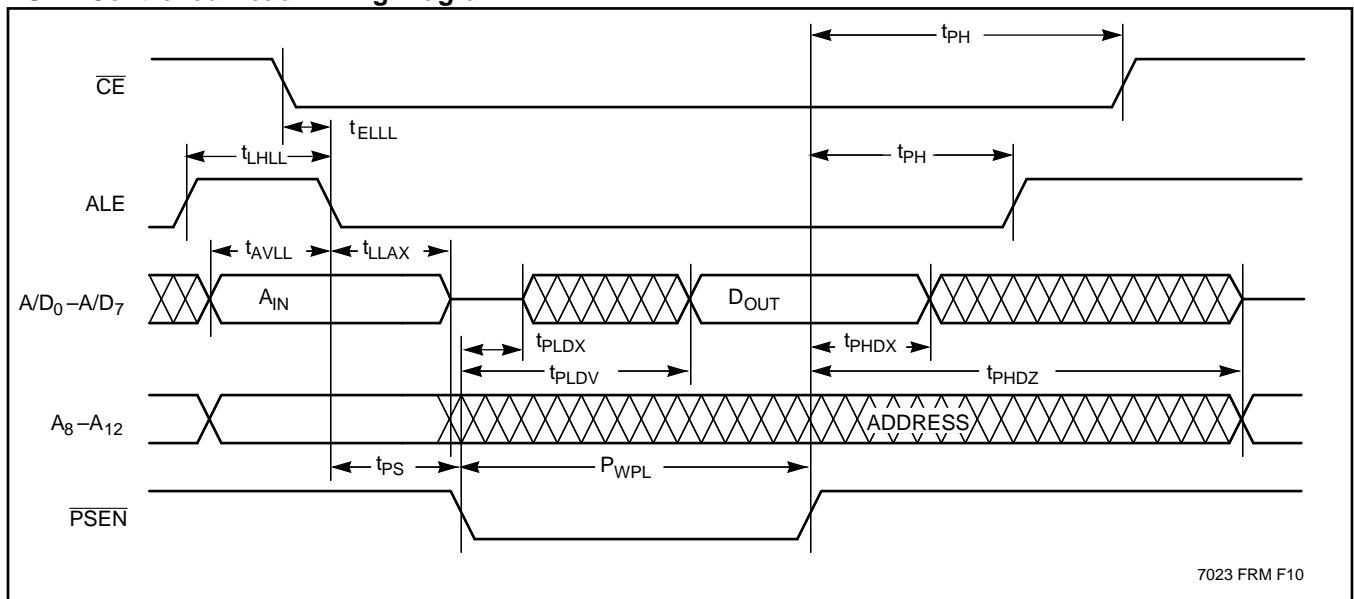 tPH
CE
tELLL
tLHLL
tPH
ALE
tAVLL
tLLAX
A/D0–A/D7
AIN
DOUT
tPLDX
tPHDX
tPLDV
tPHDZ
A8–A12
ADDRESS
tPS
PWPL
PSEN
7023 FRM F10